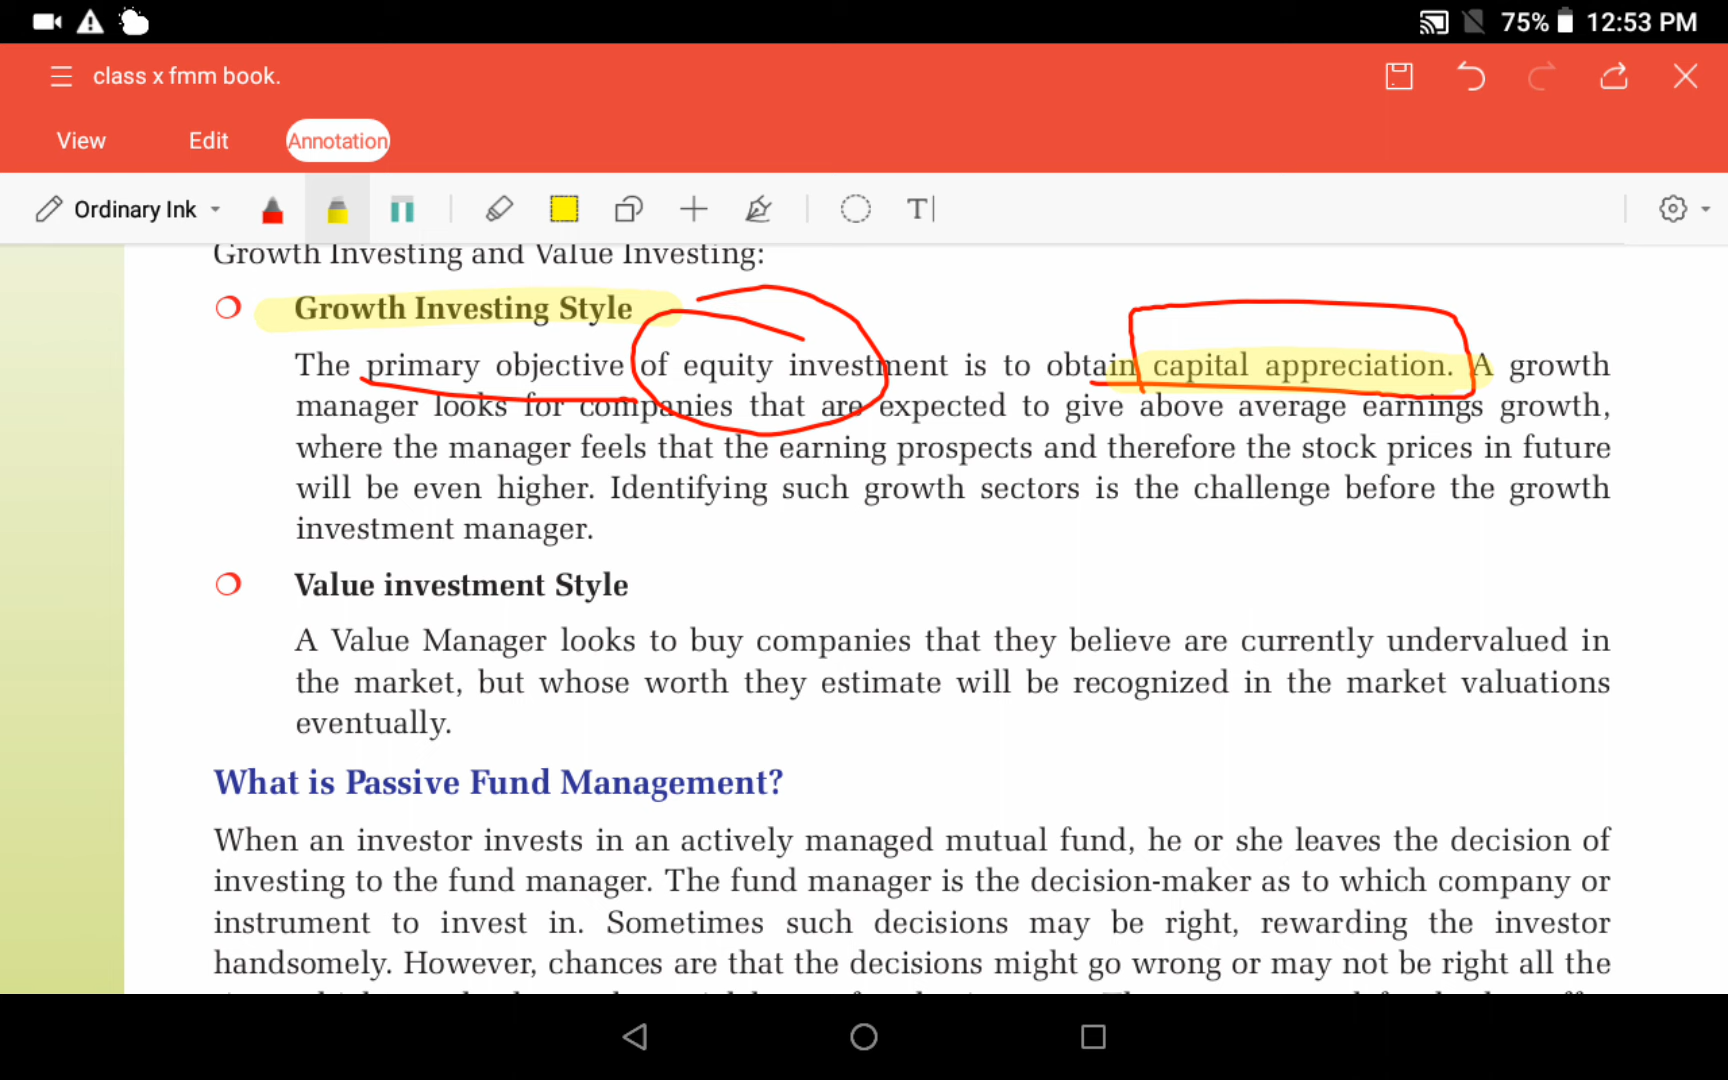 75% 12:53 PM
class x fmm book.
View Edit Annotation
Ordinary Ink T|
Growth Investing and Value Investing:
Growth Investing Style
The primary objective of equity investment is to obtain capital appreciation. A growth
manager looks for companies that are expected to give above average earnings growth,
where the manager feels that the earning prospects and therefore the stock prices in future
will be even higher. Identifying such growth sectors is the challenge before the growth
investment manager.
Value investment Style
A Value Manager looks to buy companies that they believe are currently undervalued in
the market, but whose worth they estimate will be recognized in the market valuations
eventually.
What is Passive Fund Management?
When an investor invests in an actively managed mutual fund, he or she leaves the decision of
investing to the fund manager. The fund manager is the decision-maker as to which company or
instrument to invest in. Sometimes such decisions may be right, rewarding the investor
handsomely. However, chances are that the decisions might go wrong or may not be right all the